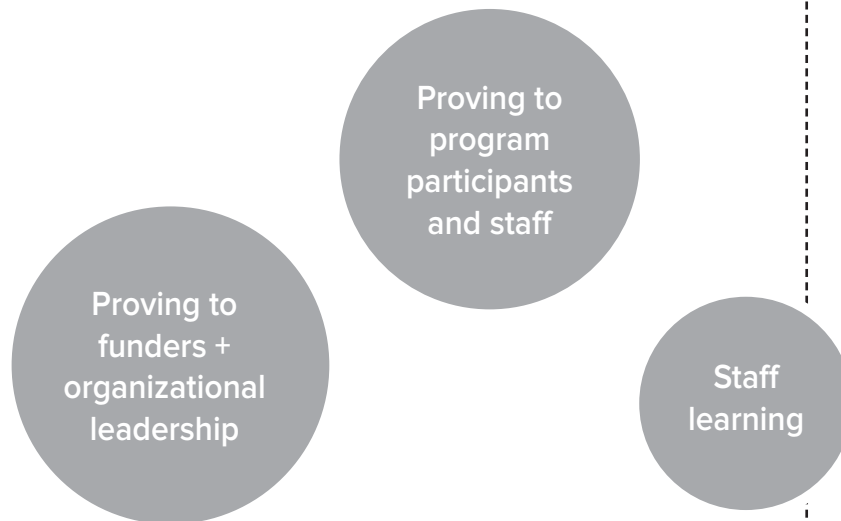 Proving to
program
participants
and staff
Proving to
funders +
organizational
leadership
Staff
learning